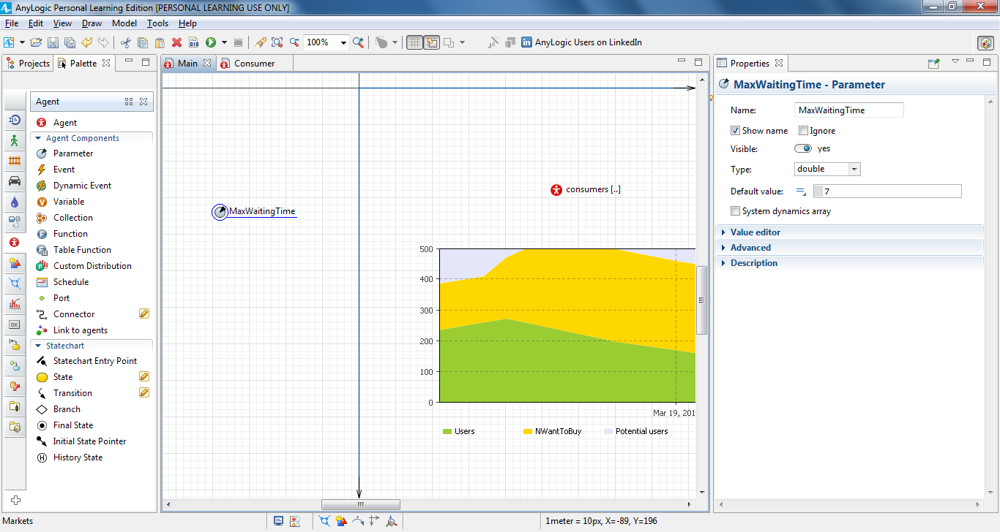 AnyLogic Personal Learning Edition [PERSONAL LEARNING USE ONLY]
File Edit View Draw Model Tools Help
100% in AnyLogic Users on LinkedIn
Projects Palette
Main Consumer
Properties
Agent
Agent
Agent Components
Parameter
Event
Dynamic Event
Variable
Collection
Function
Table Function
Custom Distribution
Schedule
Port
Connector
Link to agents
Statechart
Statechart Entry Point
State
Transition
Branch
Final State
Initial State Pointer
History State
OK
MaxWaitingTime
consumers [..]
500
400
300
200
100
0
Mar 19, 201
Users NWantToBuy Potential users
MaxWaitingTime - Parameter
Name: MaxWaitingTime
Show name Ignore
Visible: yes
Type: double
Default value: 7
System dynamics array
Value editor
Advanced
Description
Markets
1meter = 10px, X=-89, Y=196